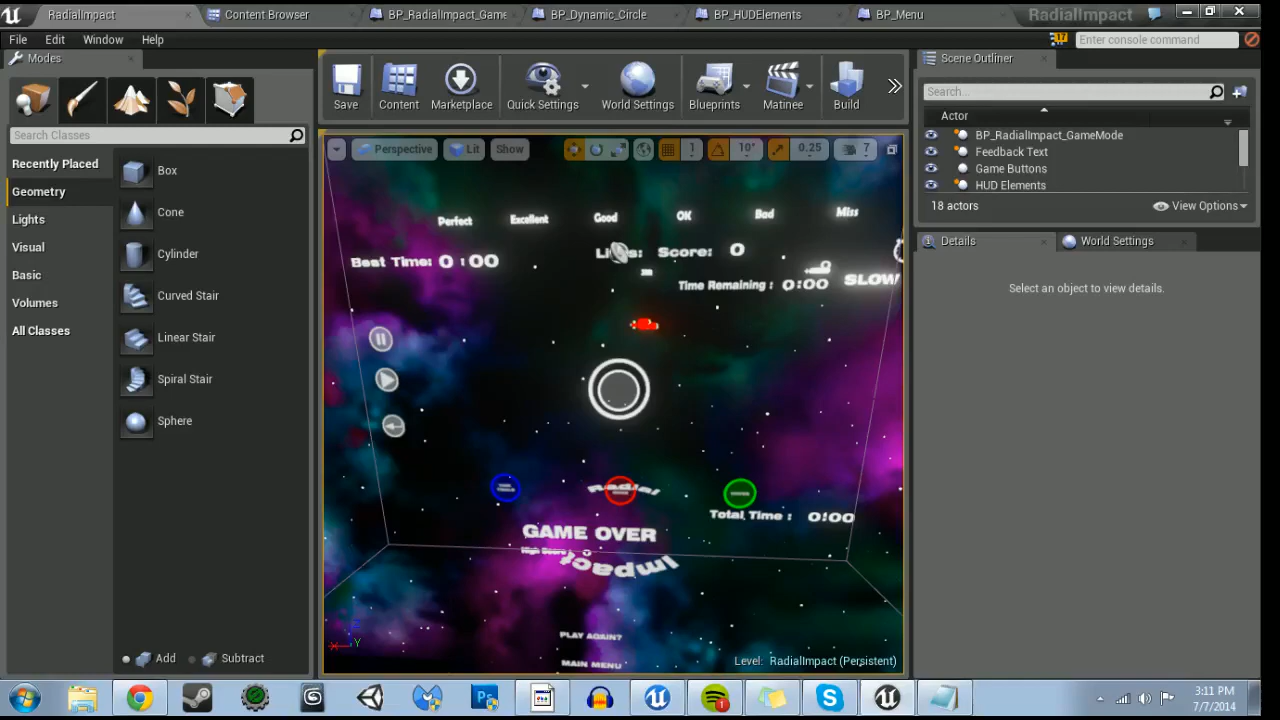 RadialImpact
Content Browser
BP_RadialImpact_Game
BP_Dynamic_Circle
BP_HUDElements
BP_Menu
RadialImpact
File Edit Window Help
17
Enter console command
Modes
Search Classes
Recently Placed
Geometry
Lights
Visual
Basic
Volumes
All Classes
Box
Cone
Cylinder
Curved Stair
Linear Stair
Spiral Stair
Sphere
Add
Subtract
Save
Content
Marketplace
Quick Settings
World Settings
Blueprints
Matinee
Build
Perspective
Lit
Show
1
10°
0.25
7
Perfect
Excellent
Good
OK
Bad
Miss
Best Time: 0:00
Score: 0
Time Remaining : 0:00
SLOW
Radial
Total Time : 0:00
GAME OVER
High Score
Impact
PLAY AGAIN?
MAIN MENU
Level: RadialImpact (Persistent)
Scene Outliner
Search...
Actor
BP_RadialImpact_GameMode
Feedback Text
Game Buttons
HUD Elements
18 actors
View Options
Details
World Settings
Select an object to view details.
3:11 PM
7/7/2014